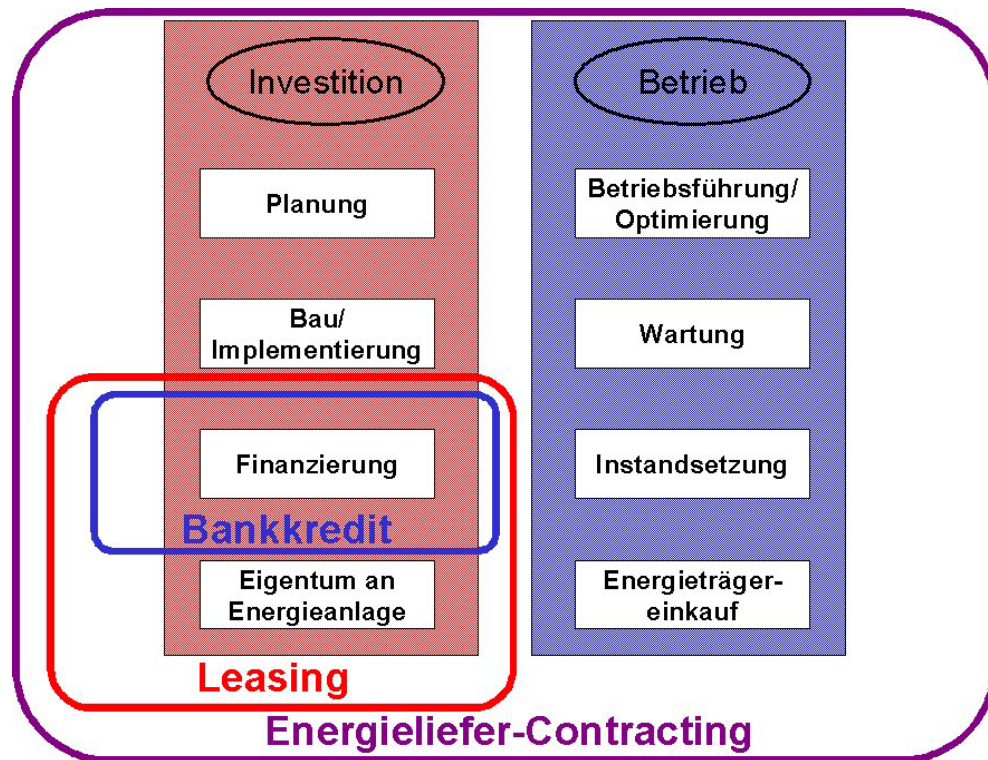 Investition
Betrieb
Planung
Betriebsführung/
Optimierung
Bau/
Implementierung
Wartung
Finanzierung
Instandsetzung
Bankkredit
Eigentum an
Energieanlage
Energieträger-
einkauf
Leasing
Energieliefer-Contracting